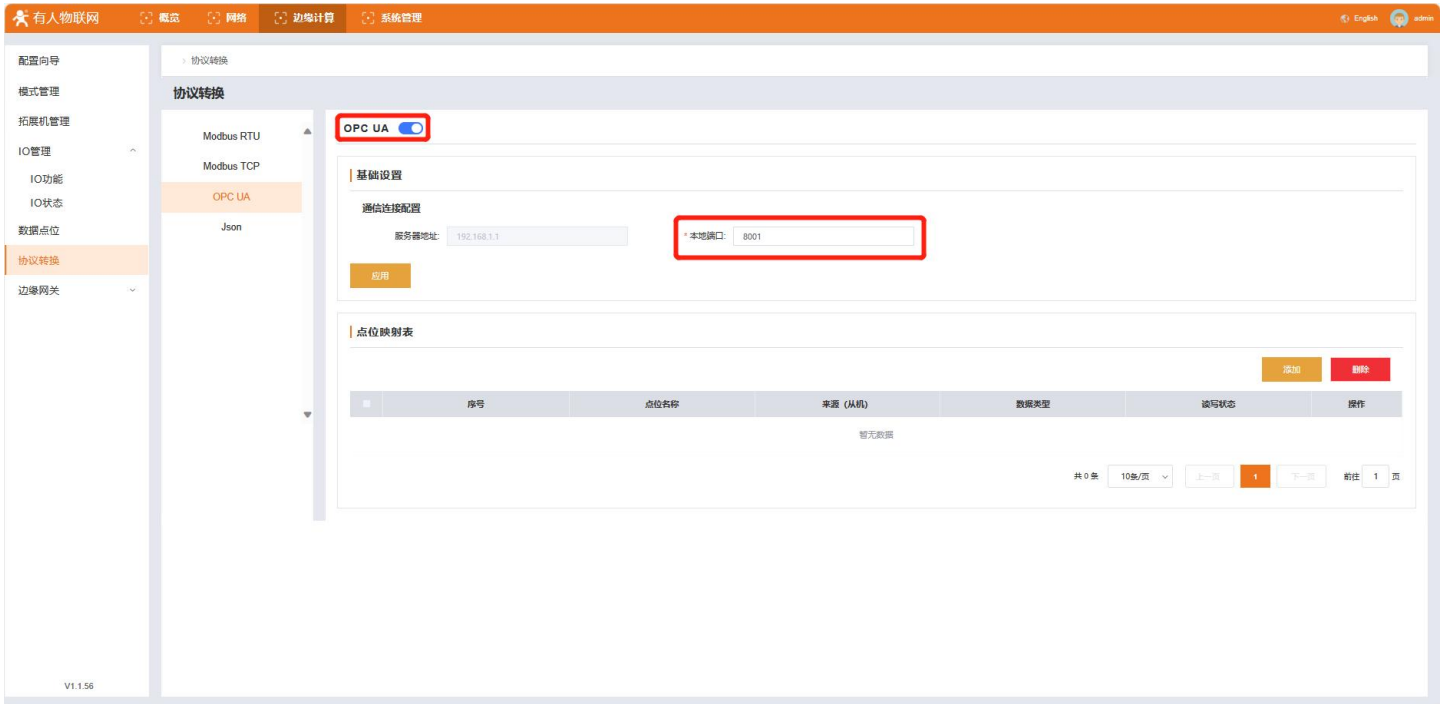 有人物联网 概览 网络 边缘计算 系统管理 English admin
配置向导
模式管理
拓展机管理
IO管理
IO功能
IO状态
数据点位
协议转换
边缘网关
V1.1.56
> 协议转换
协议转换
Modbus RTU
Modbus TCP
OPC UA
Json
OPC UA
基础设置
通信连接配置
服务器地址: 192.168.1.1 * 本地端口: 8001
应用
点位映射表
添加 删除
序号 点位名称 来源 (从机) 数据类型 读写状态 操作
暂无数据
共 0 条 10条/页 上一页 1 下一页 前往 1 页